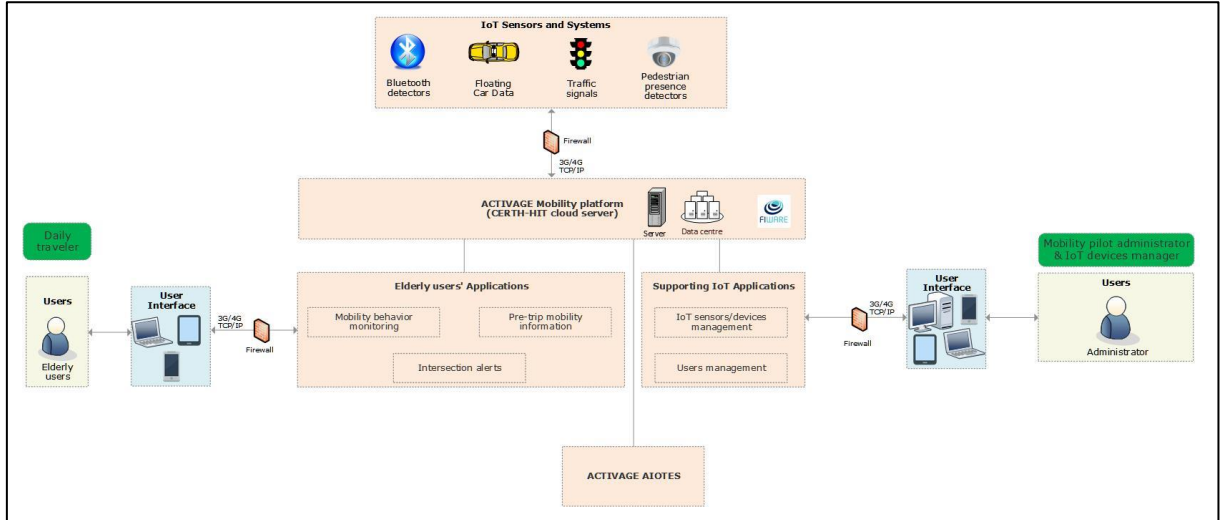 IoT Sensors and Systems
Bluetooth
detectors
Floating
Car Data
Traffic
signals
Pedestrian
presence
detectors
Firewall
3G/4G
TCP/IP
ACTIVAGE Mobility platform
(CERTH-HIT cloud server)
Server
Data centre
FIWARE
Daily
traveler
Users
Elderly
users
User
Interface
3G/4G
TCP/IP
Firewall
Elderly users' Applications
Mobility behavior
monitoring
Pre-trip mobility
information
Intersection alerts
Supporting IoT Applications
IoT sensors/devices
management
Users management
3G/4G
TCP/IP
Firewall
User
Interface
Mobility pilot administrator
& IoT devices manager
Users
Administrator
ACTIVAGE AIOTES